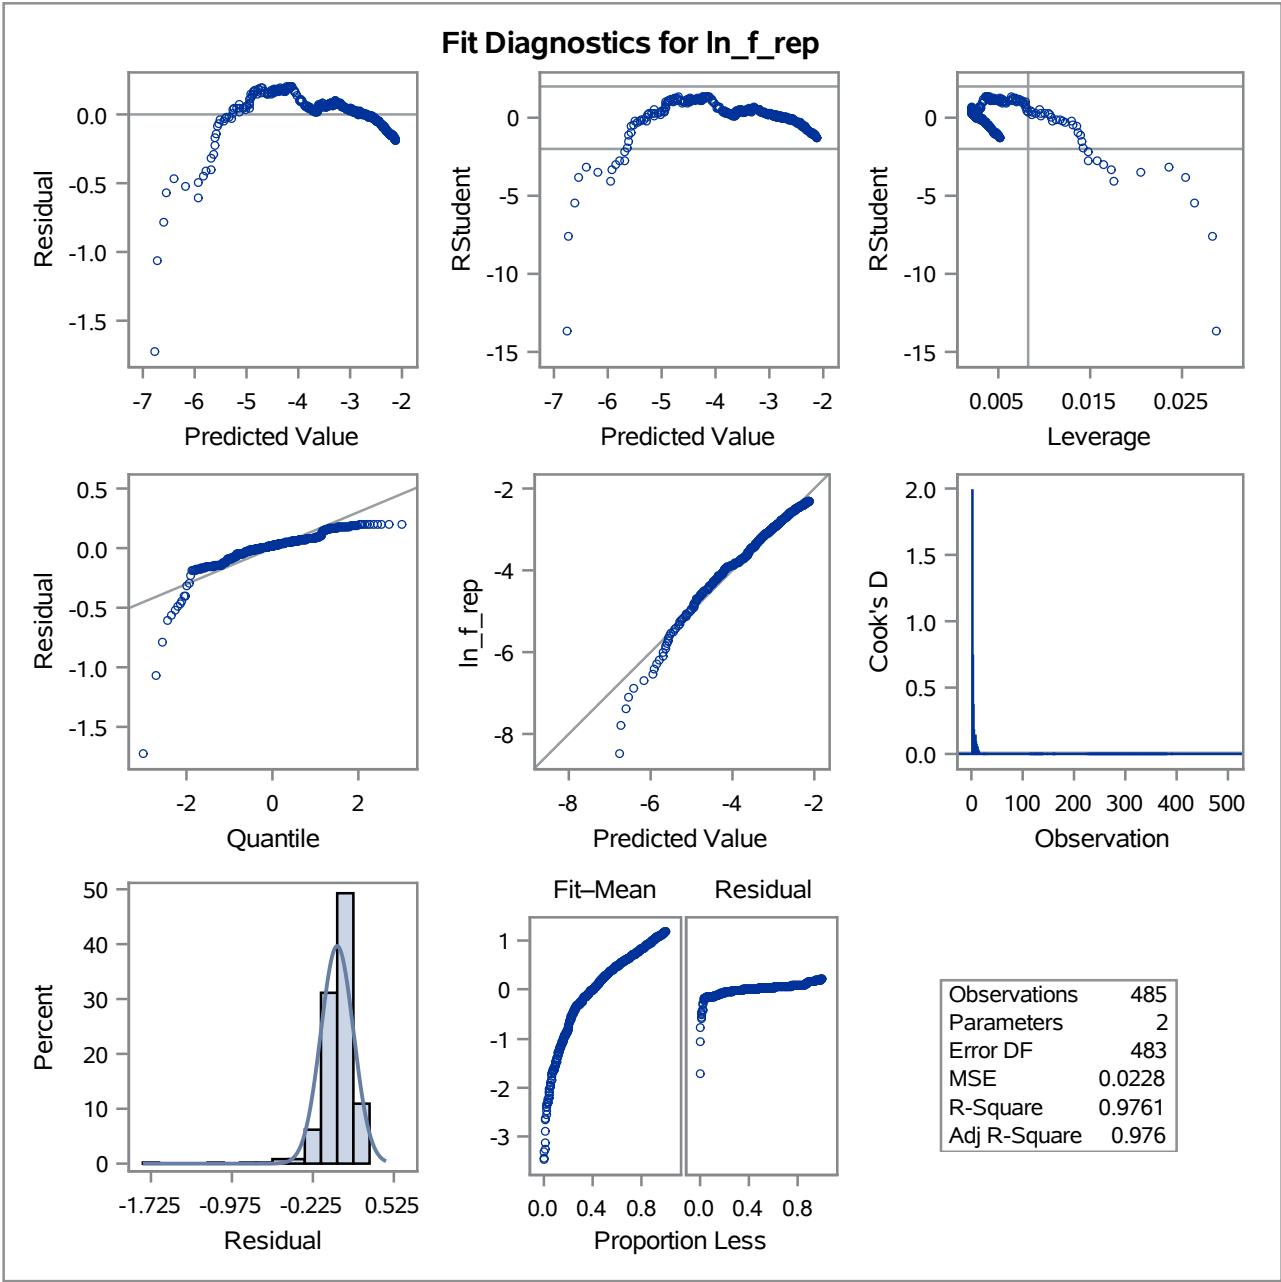 Fit Diagnostics for ln_f_rep
0.0
-0.5
-1.0
-1.5
Residual
-7 -6 -5 -4 -3 -2
Predicted Value
0
-5
-10
-15
RStudent
-7 -6 -5 -4 -3 -2
Predicted Value
0
-5
-10
-15
RStudent
0.005 0.015 0.025
Leverage
0.5
0.0
-0.5
-1.0
-1.5
Residual
-2 0 2
Quantile
-2
-4
-6
-8
ln_f_rep
-8 -6 -4 -2
Predicted Value
2.0
1.5
1.0
0.5
0.0
Cook's D
0 100 200 300 400 500
Observation
50
40
30
20
10
0
Percent
-1.725 -0.975 -0.225 0.525
Residual
Fit–Mean Residual
1
0
-1
-2
-3
0.0 0.4 0.8 0.0 0.4 0.8
Proportion Less
Observations 485
Parameters 2
Error DF 483
MSE 0.0228
R-Square 0.9761
Adj R-Square 0.976